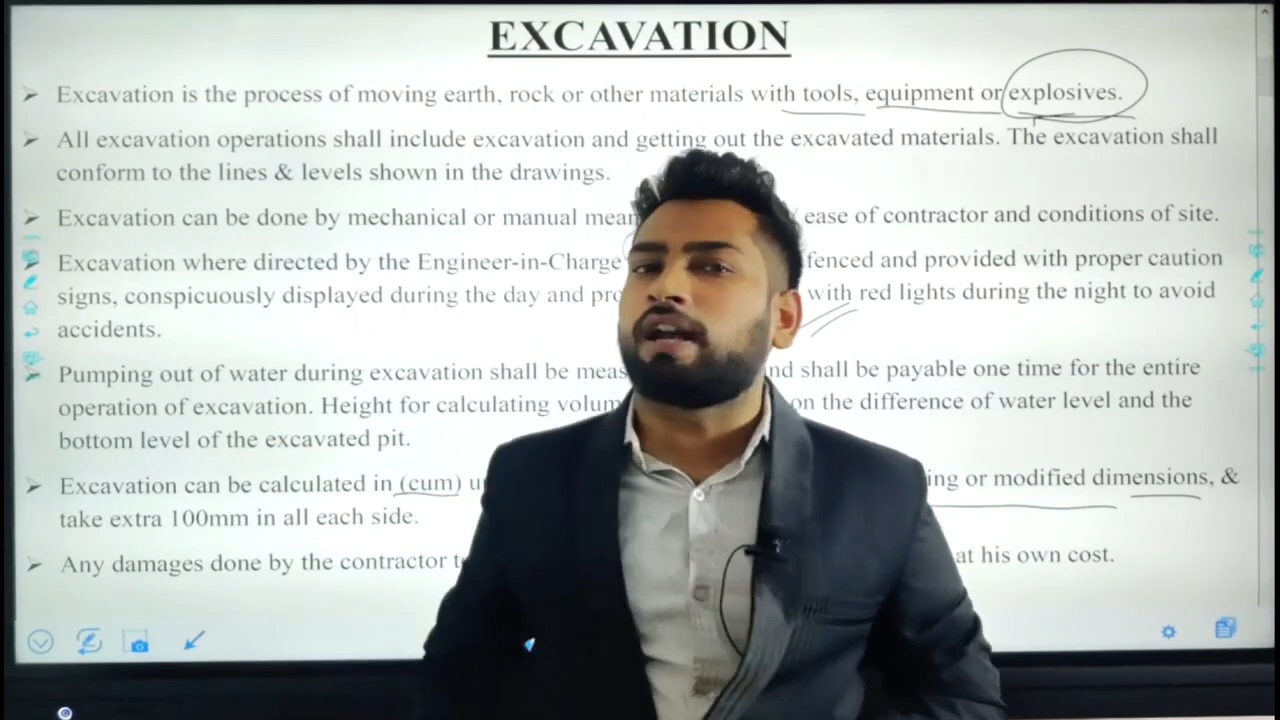 EXCAVATION
➤ Excavation is the process of moving earth, rock or other materials with tools, equipment or explosives.
➤ All excavation operations shall include excavation and getting out the excavated materials. The excavation shall
conform to the lines & levels shown in the drawings.
➤ Excavation can be done by mechanical or manual ease of contractor and conditions of site.
➤ Excavation where directed by the Engineer-in-Charge fenced and provided with proper caution
signs, conspicuously displayed during the day and with red lights during the night to avoid
accidents.
➤ Pumping out of water during excavation shall be and shall be payable one time for the entire
operation of excavation. Height for calculating on the difference of water level and the
bottom level of the excavated pit.
➤ Excavation can be calculated in (cum) or modified dimensions, &
take extra 100mm in all each side.
➤ Any damages done by the contractor at his own cost.